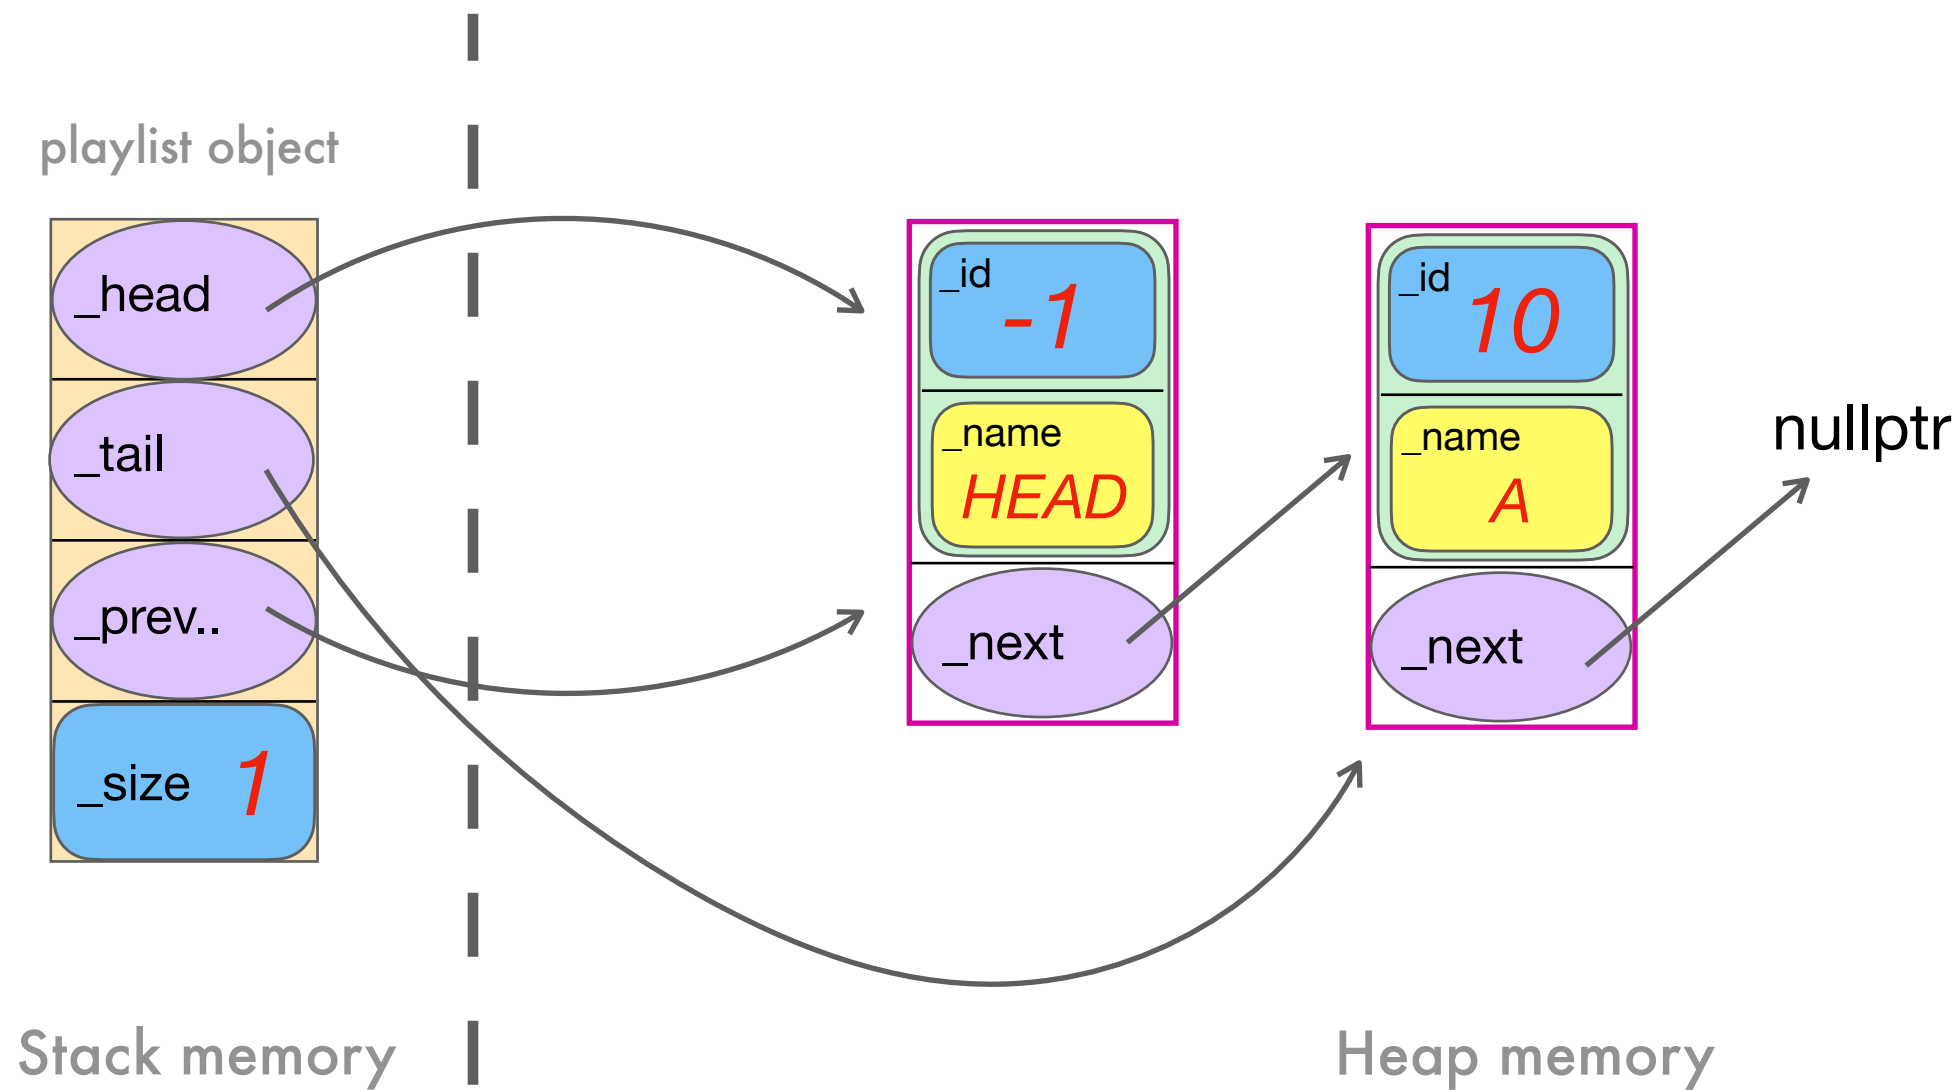 playlist object
_head
_tail
_prev..
_size 1
_id
-1
_name
HEAD
_next
_id
10
_name
A
_next
nullptr
Stack memory
Heap memory